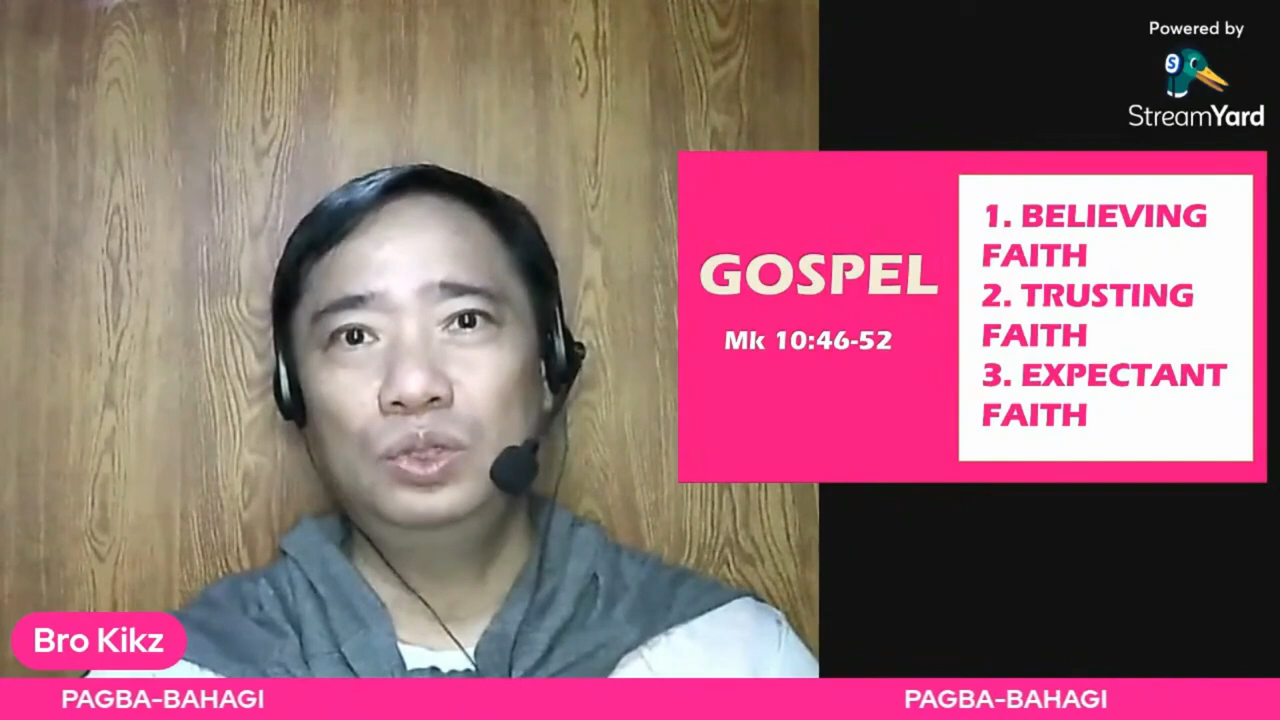 Powered by
S
StreamYard
GOSPEL
Mk 10:46-52
1. BELIEVING
FAITH
2. TRUSTING
FAITH
3. EXPECTANT
FAITH
Bro Kikz
PAGBA-BAHAGI
PAGBA-BAHAGI